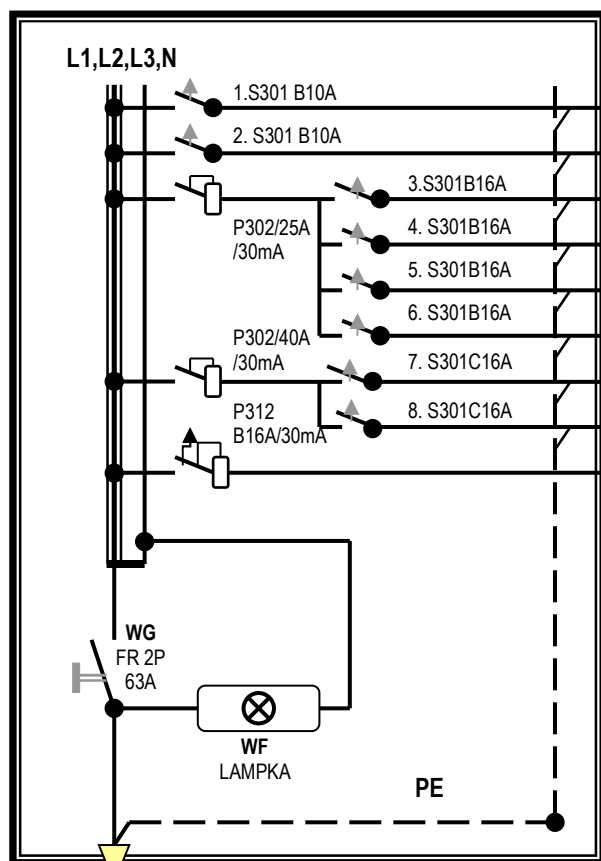 L1,L2,L3,N
1.S301 B10A
2. S301 B10A
3.S301B16A
P302/25A
/30mA
4. S301B16A
5. S301B16A
6. S301B16A
P302/40A
/30mA
7. S301C16A
P312
B16A/30mA
8. S301C16A
WG
FR 2P
63A
WF
LAMPKA
PE